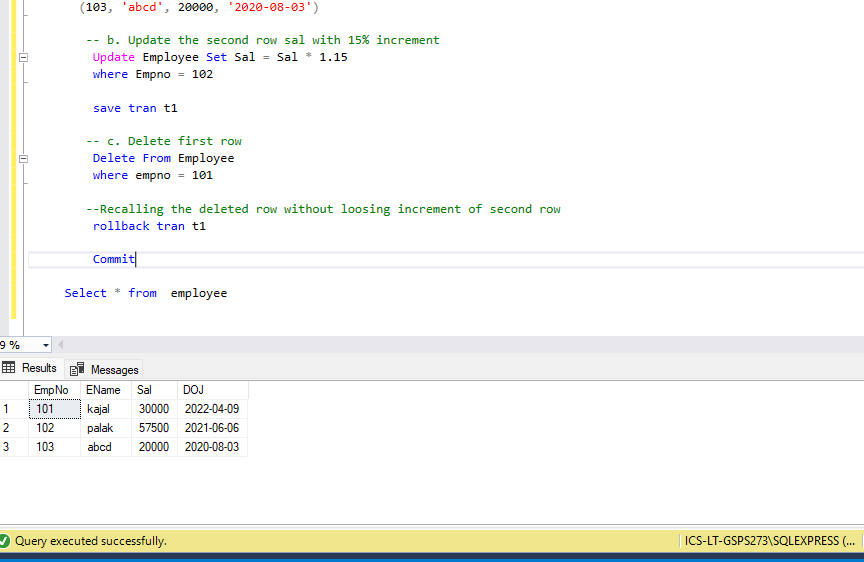 (103, 'abcd', 20000, '2020-08-03')
-- b. Update the second row sal with 15% increment
Update Employee Set Sal = Sal * 1.15
where Empno = 102
save tran t1
-- c. Delete first row
Delete From Employee
where empno = 101
--Recalling the deleted row without loosing increment of second row
rollback tran t1
Commit
Select * from  employee
9 %
Results Messages
EmpNo EName Sal DOJ
1 101 kajal 30000 2022-04-09
2 102 palak 57500 2021-06-06
3 103 abcd 20000 2020-08-03
Query executed successfully. ICS-LT-GSPS273\SQLEXPRESS (...